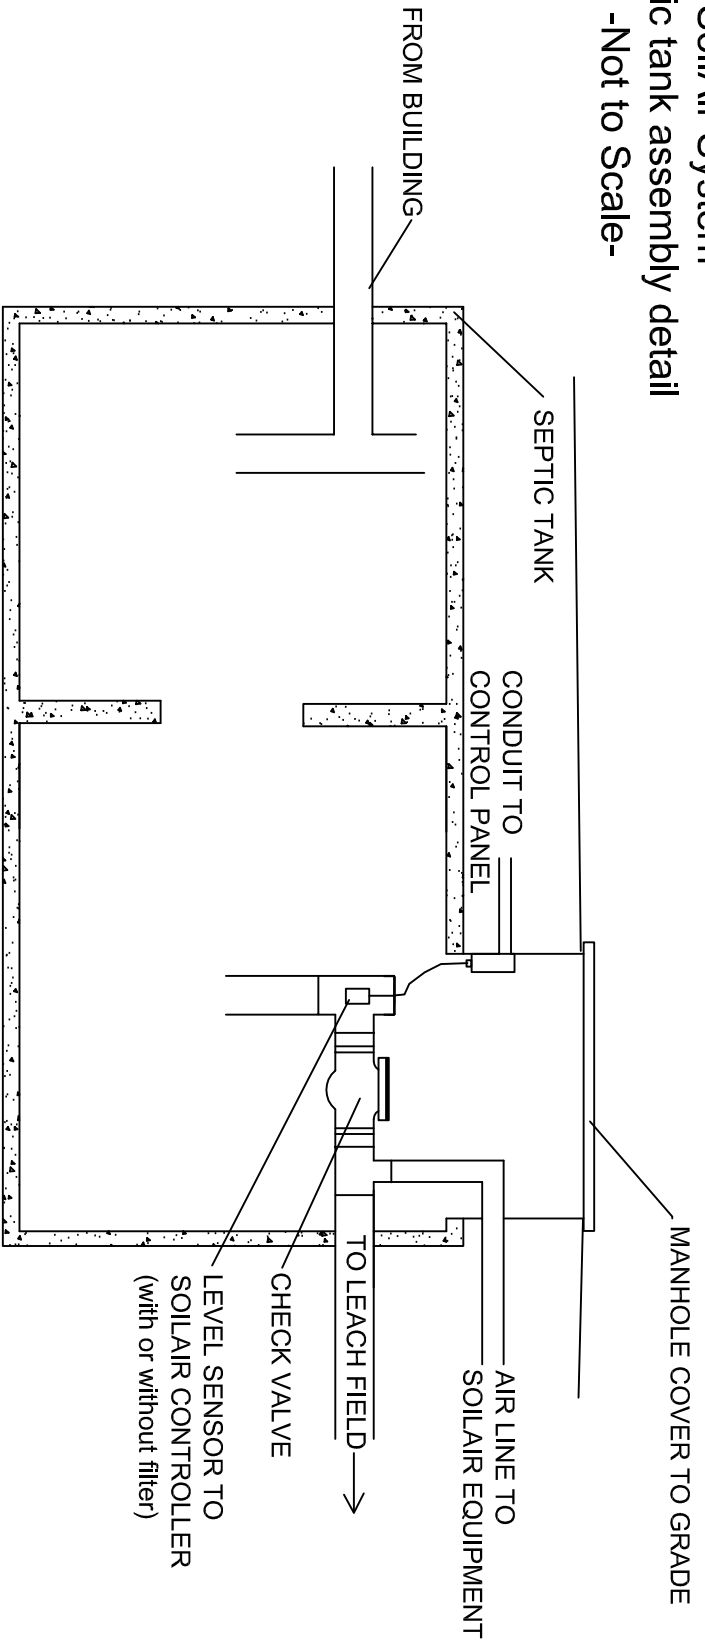 SoilAir System
ic tank assembly detail
-Not to Scale-
FROM BUILDING
SEPTIC TANK
CONDUIT TO
CONTROL PANEL
MANHOLE COVER TO GRADE
AIR LINE TO
SOILAIR EQUIPMENT
TO LEACH FIELD
CHECK VALVE
LEVEL SENSOR TO
SOILAIR CONTROLLER
(with or without filter)